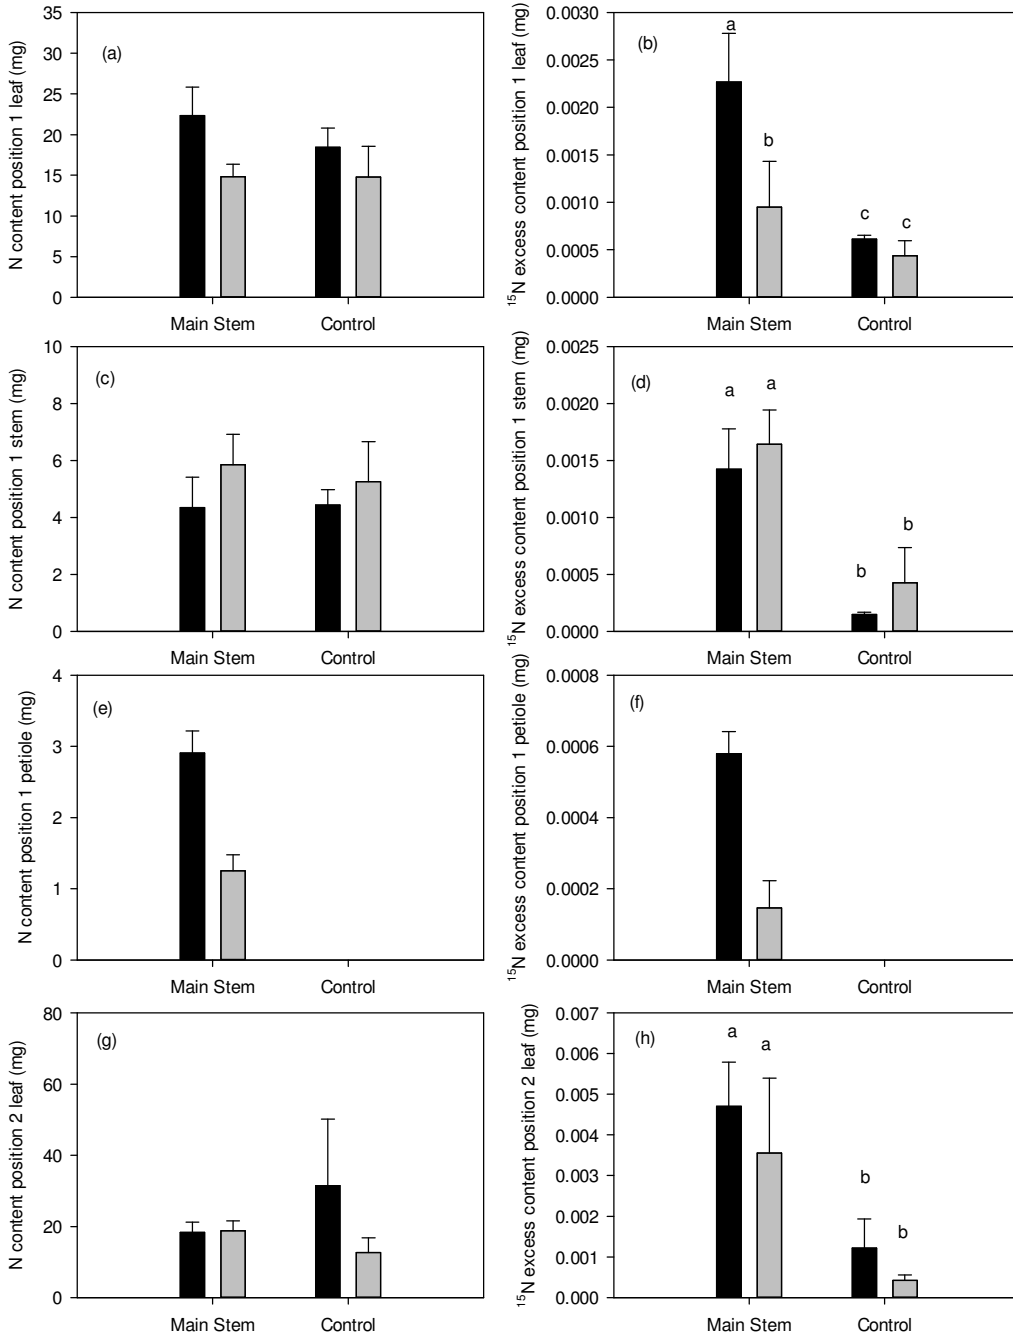 N content position 1 leaf (mg)
35
30
25
20
15
10
5
0
(a)
Main Stem Control
¹⁵N excess content position 1 leaf (mg)
0.0030
0.0025
0.0020
0.0015
0.0010
0.0005
0.0000
(b)
a
b
c c
Main Stem Control
N content position 1 stem (mg)
10
8
6
4
2
0
(c)
Main Stem Control
¹⁵N excess content position 1 stem (mg)
0.0025
0.0020
0.0015
0.0010
0.0005
0.0000
(d)
a a
b b
Main Stem Control
N content position 1 petiole (mg)
4
3
2
1
0
(e)
Main Stem Control
¹⁵N excess content position 1 petiole (mg)
0.0008
0.0006
0.0004
0.0002
0.0000
(f)
Main Stem Control
N content position 2 leaf (mg)
80
60
40
20
0
(g)
Main Stem Control
¹⁵N excess content position 2 leaf (mg)
0.007
0.006
0.005
0.004
0.003
0.002
0.001
0.000
(h)
a a
b
b
Main Stem Control